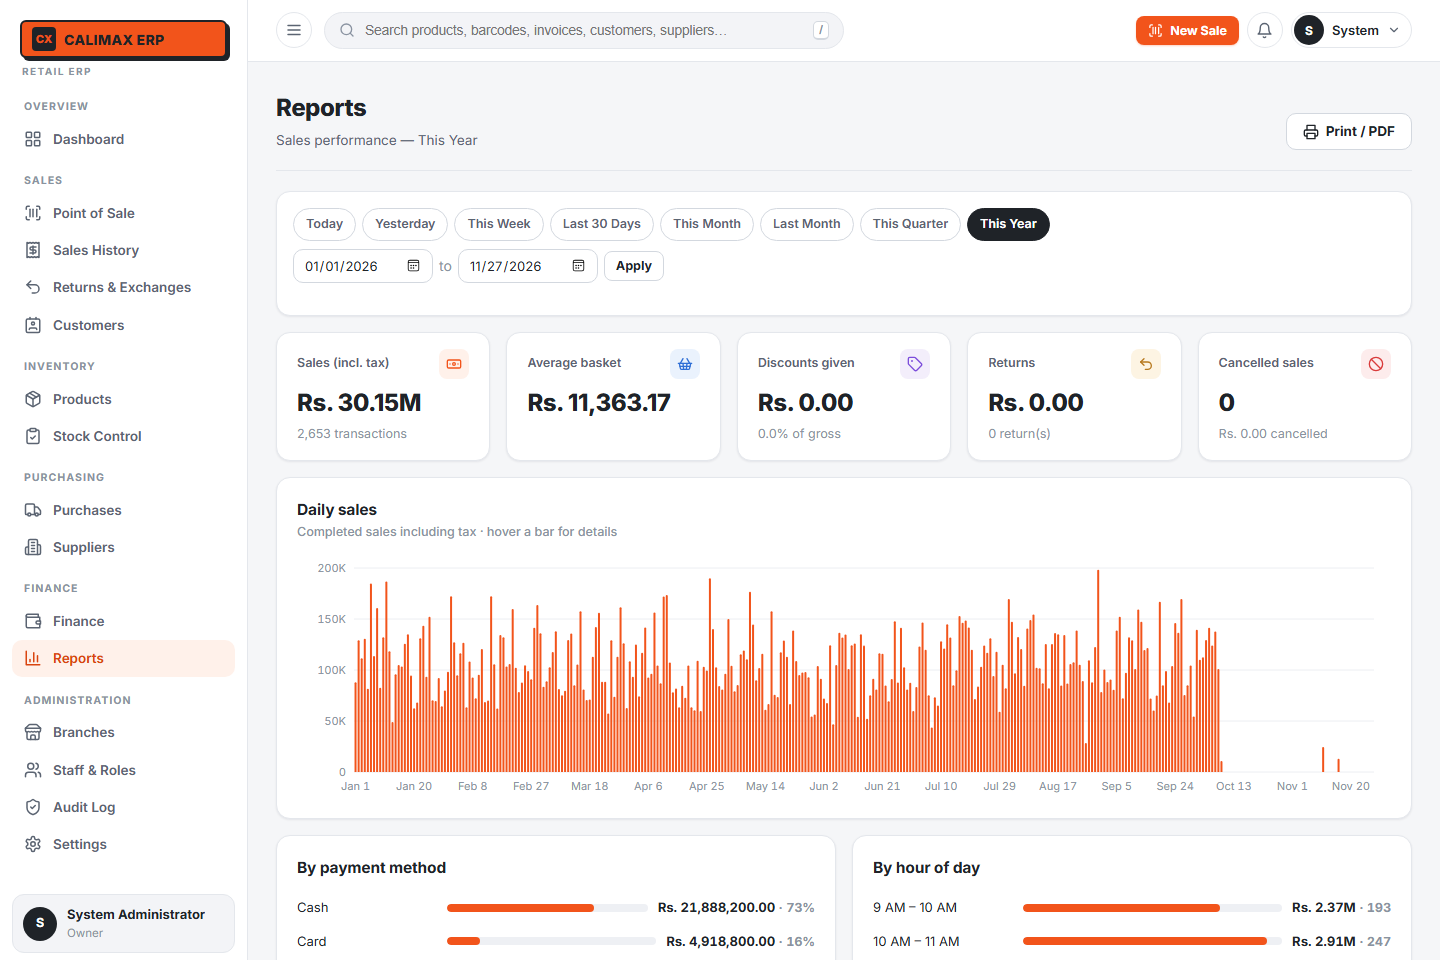 CX CALIMAX ERP
RETAIL ERP
OVERVIEW
Dashboard
SALES
Point of Sale
Sales History
Returns & Exchanges
Customers
INVENTORY
Products
Stock Control
PURCHASING
Purchases
Suppliers
FINANCE
Finance
Reports
ADMINISTRATION
Branches
Staff & Roles
Audit Log
Settings
S System Administrator
Owner
Search products, barcodes, invoices, customers, suppliers… /
New Sale
S System
Reports
Sales performance — This Year
Print / PDF
Today Yesterday This Week Last 30 Days This Month Last Month This Quarter This Year
01/01/2026 to 11/27/2026 Apply
Sales (incl. tax)
Rs. 30.15M
2,653 transactions
Average basket
Rs. 11,363.17
Discounts given
Rs. 0.00
0.0% of gross
Returns
Rs. 0.00
0 return(s)
Cancelled sales
0
Rs. 0.00 cancelled
Daily sales
Completed sales including tax · hover a bar for details
200K
150K
100K
50K
0
Jan 1 Jan 20 Feb 8 Feb 27 Mar 18 Apr 6 Apr 25 May 14 Jun 2 Jun 21 Jul 10 Jul 29 Aug 17 Sep 5 Sep 24 Oct 13 Nov 1 Nov 20
By payment method
Cash Rs. 21,888,200.00 · 73%
Card Rs. 4,918,800.00 · 16%
By hour of day
9 AM – 10 AM Rs. 2.37M · 193
10 AM – 11 AM Rs. 2.91M · 247